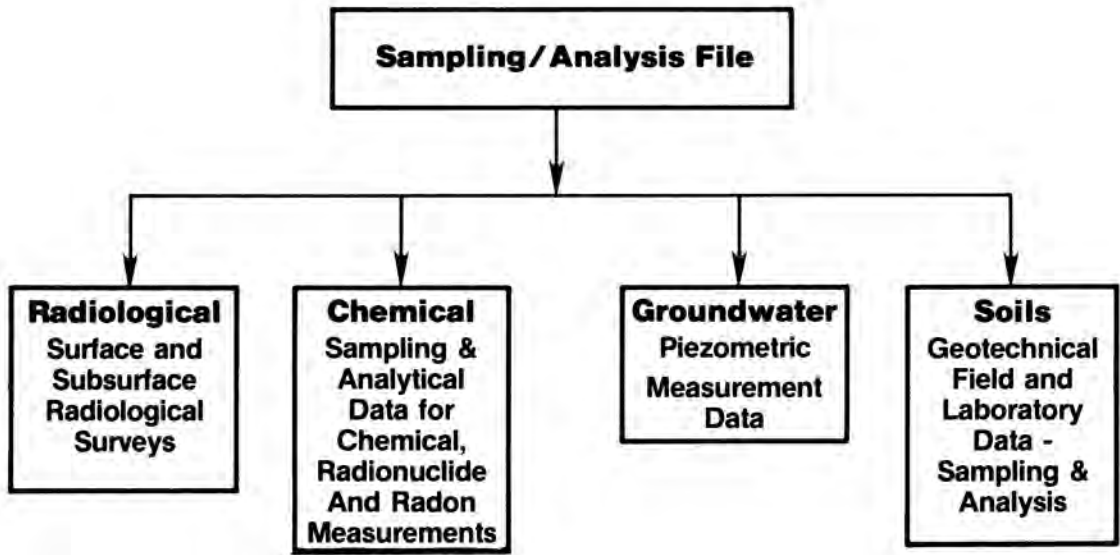 Sampling/Analysis File
Radiological
Surface and
Subsurface
Radiological
Surveys
Chemical
Sampling &
Analytical
Data for
Chemical,
Radionuclide
And Radon
Measurements
Groundwater
Piezometric
Measurement
Data
Soils
Geotechnical
Field and
Laboratory
Data -
Sampling &
Analysis